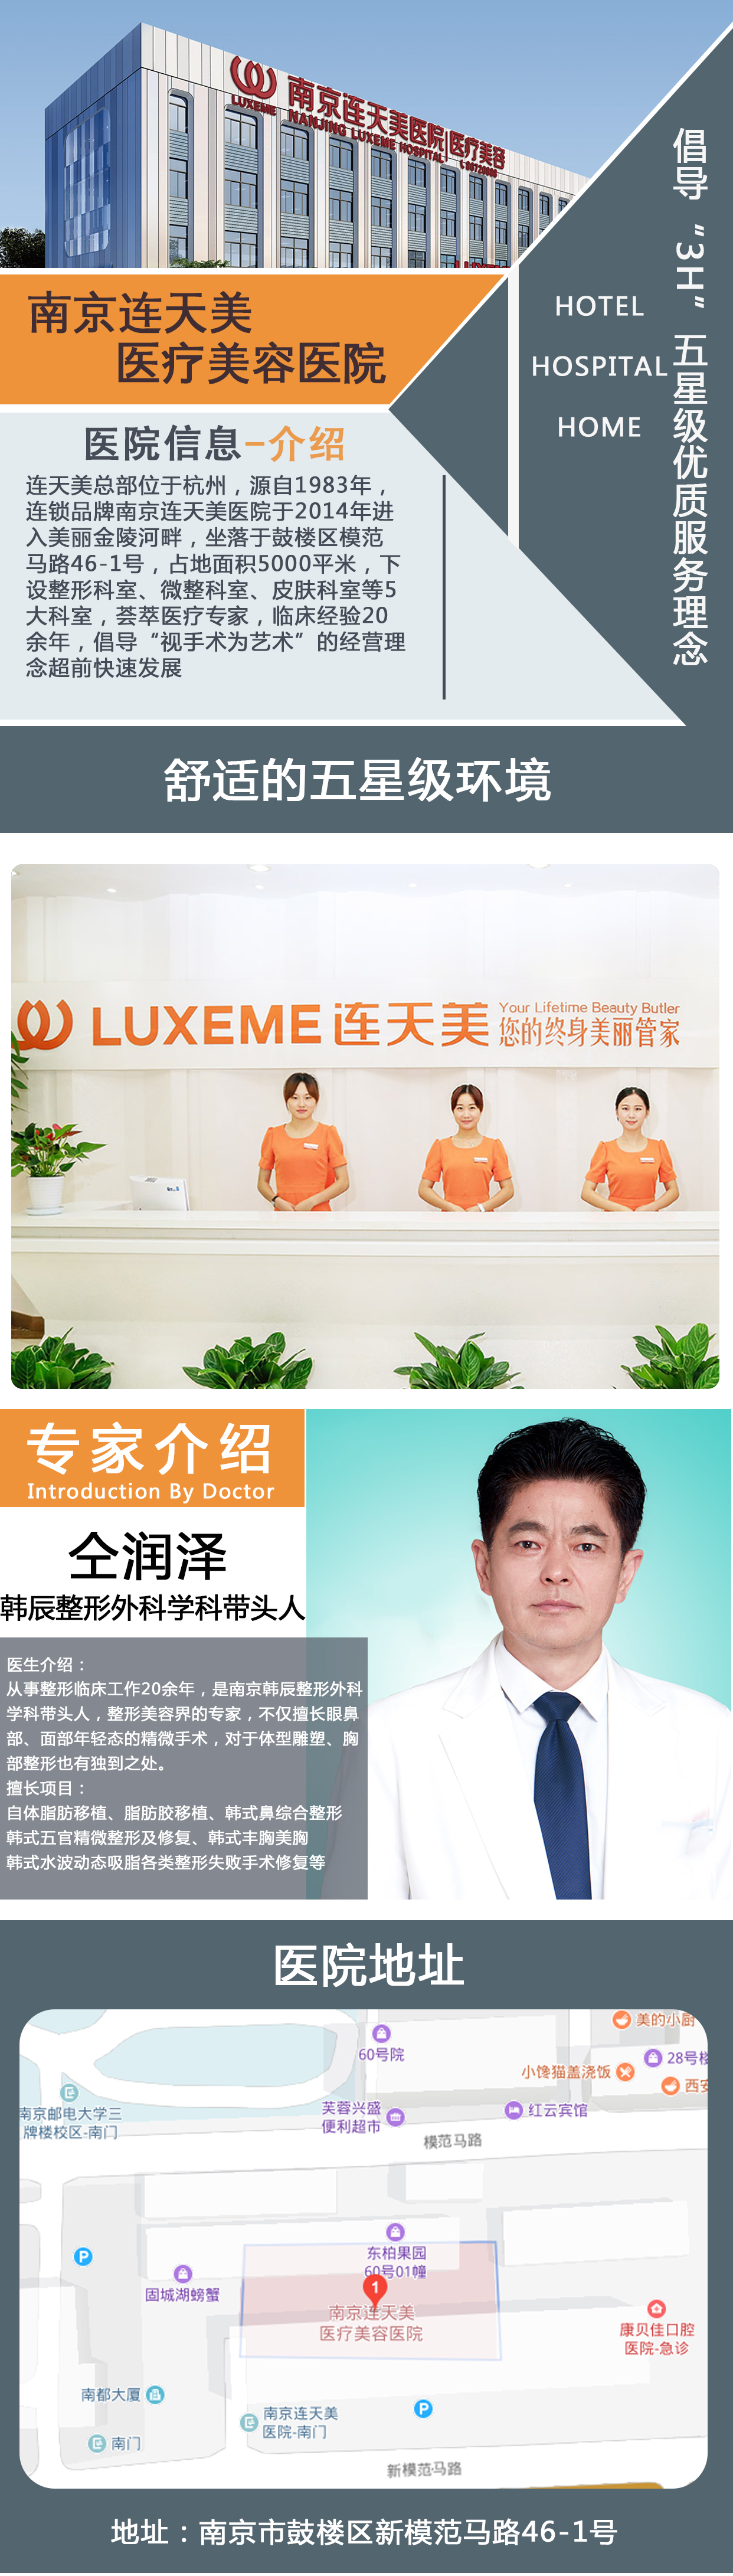 LUXEME
南京连天美医院|医疗美容
NANJING LUXEME HOSPITAL
倡导“3H”五星级优质服务理念
HOTEL
HOSPITAL
HOME
南京连天美
医疗美容医院
医院信息-介绍
连天美总部位于杭州，源自1983年，
连锁品牌南京连天美医院于2014年进
入美丽金陵河畔，坐落于鼓楼区模范
马路46-1号，占地面积5000平米，下
设整形科室、微整科室、皮肤科室等5
大科室，荟萃医疗专家，临床经验20
余年，倡导“视手术为艺术”的经营理
念超前快速发展
舒适的五星级环境
LUXEME 连天美
Your Lifetime Beauty Butler
您的终身美丽管家
专家介绍
Introduction By Doctor
仝润泽
韩辰整形外科学科带头人
医生介绍：
从事整形临床工作20余年，是南京韩辰整形外科
学科带头人，整形美容界的专家，不仅擅长眼鼻
部、面部年轻态的精微手术，对于体型雕塑、胸
部整形也有独到之处。
擅长项目：
自体脂肪移植、脂肪胶移植、韩式鼻综合整形
韩式五官精微整形及修复、韩式丰胸美胸
韩式水波动态吸脂各类整形失败手术修复等
医院地址
美的小厨
60号院
28号楼
小馋猫盖浇饭
西安
南京邮电大学三
牌楼校区-南门
芙蓉兴盛
便利超市
红云宾馆
模范马路
P
东柏果园
60号01幢
固城湖螃蟹
1
南京连天美
医疗美容医院
康贝佳口腔
医院-急诊
南都大厦
P
南京连天美
医院-南门
南门
新模范马路
地址：南京市鼓楼区新模范马路46-1号